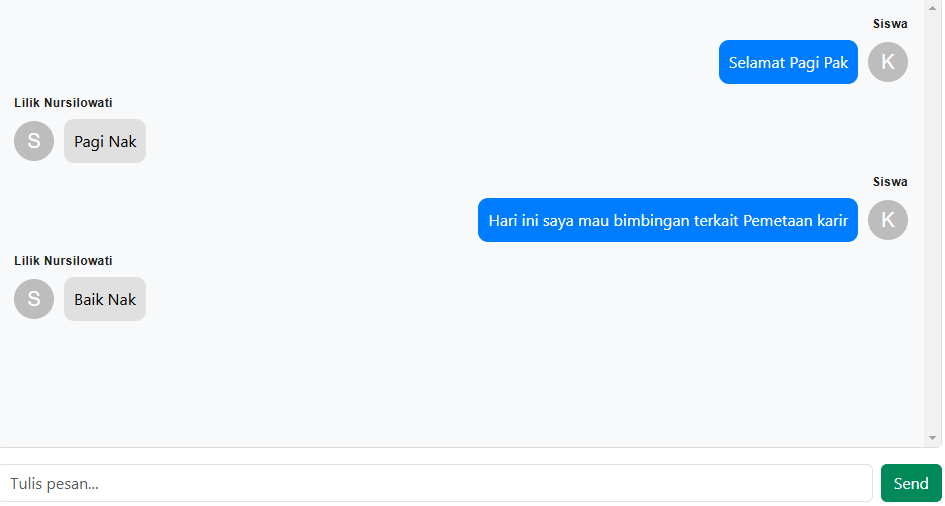 Siswa
Selamat Pagi Pak
K
Lilik Nursilowati
S
Pagi Nak
Siswa
Hari ini saya mau bimbingan terkait Pemetaan karir
K
Lilik Nursilowati
S
Baik Nak
Tulis pesan...
Send